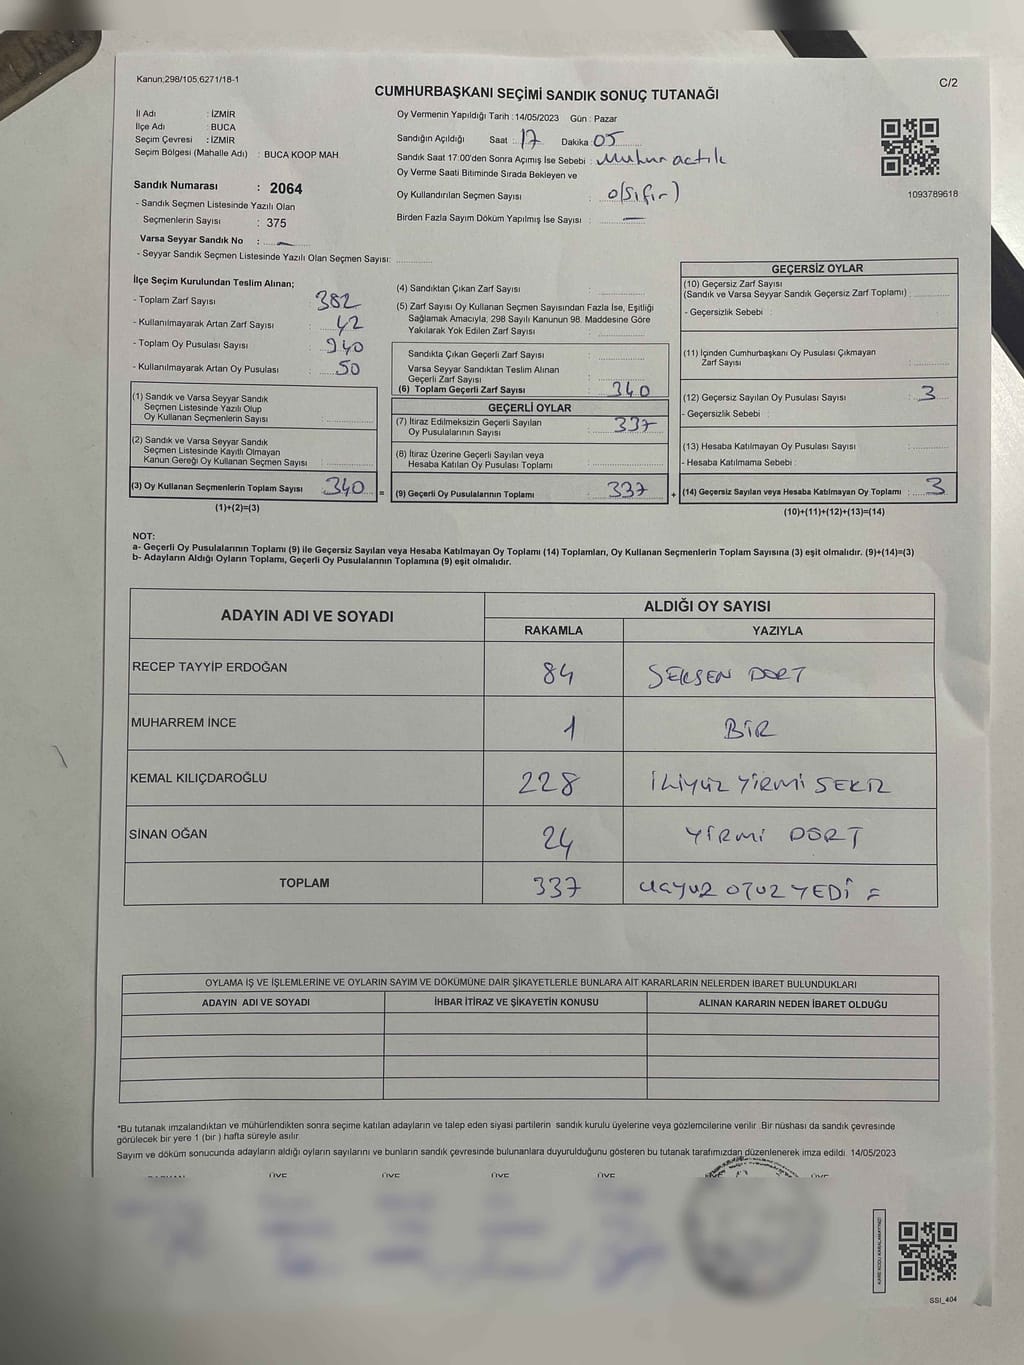 Kanun;298/105,6271/18-1
C/2
CUMHURBAŞKANI SEÇİMİ SANDIK SONUÇ TUTANAĞI
İl Adı : İZMİR
İlçe Adı : BUCA
Seçim Çevresi : İZMİR
Seçim Bölgesi (Mahalle Adı) : BUCA KOOP MAH.
Sandık Numarası : 2064
- Sandık Seçmen Listesinde Yazılı Olan
Seçmenlerin Sayısı : 375
Varsa Seyyar Sandık No : —
- Seyyar Sandık Seçmen Listesinde Yazılı Olan Seçmen Sayısı:
Oy Vermenin Yapıldığı Tarih : 14/05/2023 Gün : Pazar
Sandığın Açıldığı Saat : 17 Dakika : 05
Sandık Saat 17:00'den Sonra Açımış İse Sebebi : Muhur actık
Oy Verme Saati Bitiminde Sırada Bekleyen ve
Oy Kullandırılan Seçmen Sayısı : 0(sıfır)
Birden Fazla Sayım Döküm Yapılmış İse Sayısı : —
1093789618
İlçe Seçim Kurulundan Teslim Alınan;
- Toplam Zarf Sayısı : 382
- Kullanılmayarak Artan Zarf Sayısı : 42
- Toplam Oy Pusulası Sayısı : 940
- Kullanılmayarak Artan Oy Pusulası : 50
(1) Sandık ve Varsa Seyyar Sandık
Seçmen Listesinde Yazılı Olup
Oy Kullanan Seçmenlerin Sayısı :
(2) Sandık ve Varsa Seyyar Sandık
Seçmen Listesinde Kayıtlı Olmayan
Kanun Gereği Oy Kullanan Seçmen Sayısı :
(3) Oy Kullanan Seçmenlerin Toplam Sayısı : 340
(1)+(2)=(3)
=
(4) Sandıktan Çıkan Zarf Sayısı :
(5) Zarf Sayısı Oy Kullanan Seçmen Sayısından Fazla İse, Eşitliği
Sağlamak Amacıyla, 298 Sayılı Kanunun 98. Maddesine Göre
Yakılarak Yok Edilen Zarf Sayısı :
Sandıkta Çıkan Geçerli Zarf Sayısı :
Varsa Seyyar Sandıktan Teslim Alınan
Geçerli Zarf Sayısı :
(6) Toplam Geçerli Zarf Sayısı : 340
GEÇERLİ OYLAR
(7) İtiraz Edilmeksizin Geçerli Sayılan
Oy Pusulalarının Sayısı : 337
(8) İtiraz Üzerine Geçerli Sayılan veya
Hesaba Katılan Oy Pusulası Toplamı :
(9) Geçerli Oy Pusulalarının Toplamı : 337
+
GEÇERSİZ OYLAR
(10) Geçersiz Zarf Sayısı
(Sandık ve Varsa Seyyar Sandık Geçersiz Zarf Toplamı) :
- Geçersizlik Sebebi :
(11) İçinden Cumhurbaşkanı Oy Pusulası Çıkmayan
Zarf Sayısı :
(12) Geçersiz Sayılan Oy Pusulası Sayısı : 3
- Geçersizlik Sebebi :
(13) Hesaba Katılmayan Oy Pusulası Sayısı :
- Hesaba Katılmama Sebebi :
(14) Geçersiz Sayılan veya Hesaba Katılmayan Oy Toplamı : 3
(10)+(11)+(12)+(13)=(14)
NOT:
a- Geçerli Oy Pusulalarının Toplamı (9) ile Geçersiz Sayılan veya Hesaba Katılmayan Oy Toplamı (14) Toplamları, Oy Kullanan Seçmenlerin Toplam Sayısına (3) eşit olmalıdır. (9)+(14)=(3)
b- Adayların Aldığı Oyların Toplamı, Geçerli Oy Pusulalarının Toplamına (9) eşit olmalıdır.
ADAYIN ADI VE SOYADI ALDIĞI OY SAYISI
RAKAMLA YAZIYLA
RECEP TAYYİP ERDOĞAN 84 SEKSEN DORT
MUHARREM İNCE 1 BİR
KEMAL KILIÇDAROĞLU 228 İKİYÜZ YİRMİ SEKİZ
SİNAN OĞAN 24 YİRMİ DORT
TOPLAM 337 UÇYUZ OTUZ YEDİ =
OYLAMA İŞ VE İŞLEMLERİNE VE OYLARIN SAYIM VE DÖKÜMÜNE DAİR ŞİKAYETLERLE BUNLARA AİT KARARLARIN NELERDEN İBARET BULUNDUKLARI
ADAYIN ADI VE SOYADI İHBAR İTİRAZ VE ŞİKAYETİN KONUSU ALINAN KARARIN NEDEN İBARET OLDUĞU
*Bu tutanak imzalandıktan ve mühürlendikten sonra seçime katılan adayların ve talep eden siyasi partilerin sandık kurulu üyelerine veya gözlemcilerine verilir .Bir nüshası da sandık çevresinde
görülecek bir yere 1 (bir ) hafta süreyle asılır.
Sayım ve döküm sonucunda adayların aldığı oyların sayılarını ve bunların sandık çevresinde bulunanlara duyurulduğunu gösteren bu tutanak tarafımızdan düzenlenerek imza edildi. 14/05/2023
ÜYE ÜYE ÜYE ÜYE ÜYE
SSI_404